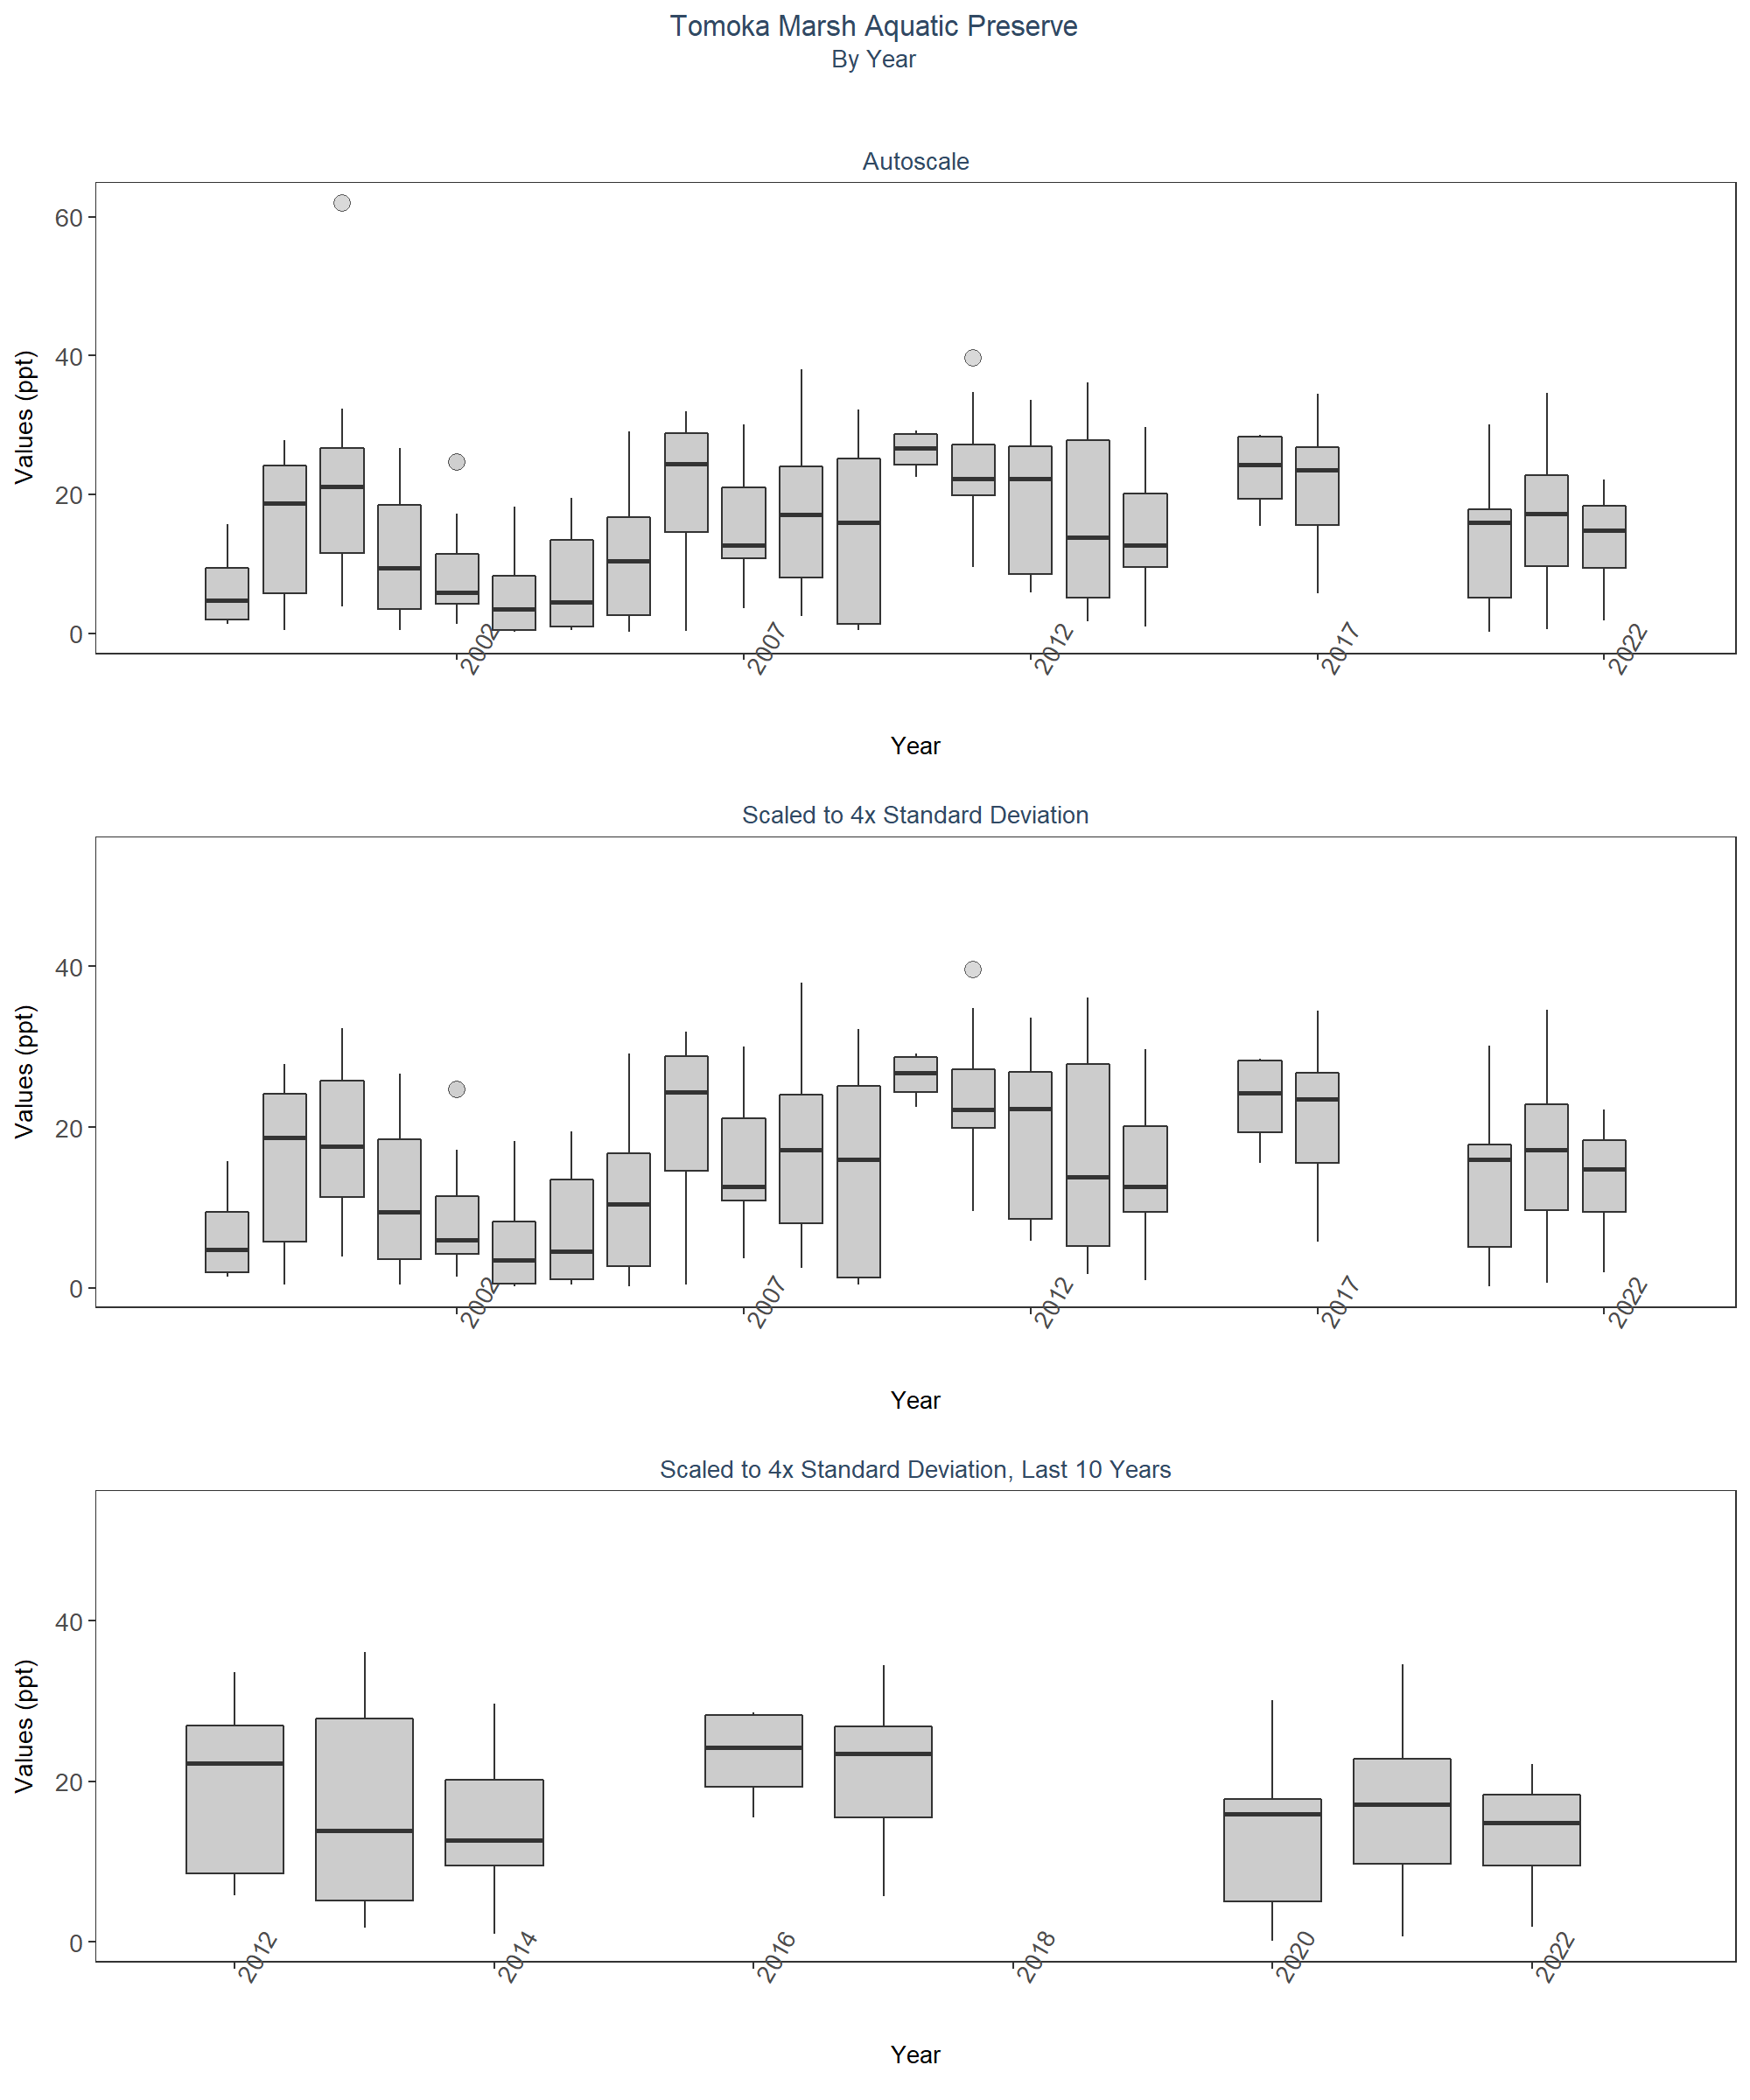 Tomoka Marsh Aquatic Preserve
By Year
Autoscale
Values (ppt)
60
40
20
0
2002
2007
2012
2017
2022
Year
Scaled to 4x Standard Deviation
Values (ppt)
40
20
0
2002
2007
2012
2017
2022
Year
Scaled to 4x Standard Deviation, Last 10 Years
Values (ppt)
40
20
0
2012
2014
2016
2018
2020
2022
Year